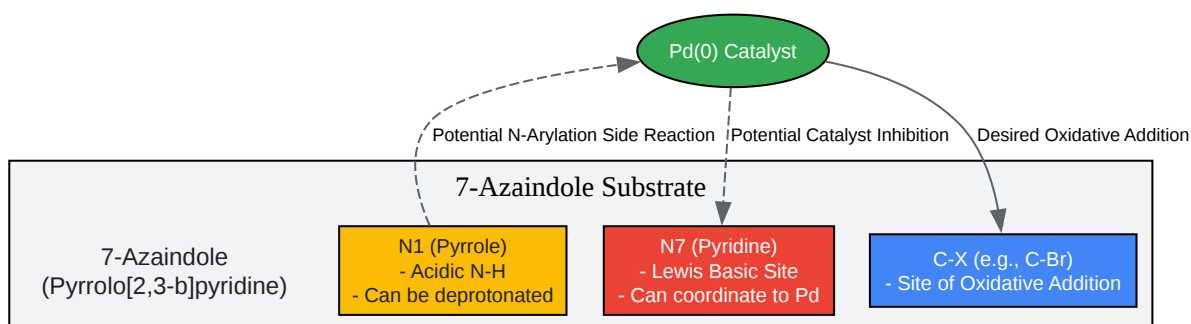 Pd(0) Catalyst
Potential N-Arylation Side Reaction
Potential Catalyst Inhibition
Desired Oxidative Addition
7-Azaindole Substrate
7-Azaindole
(Pyrrolo[2,3-b]pyridine)
N1 (Pyrrole)
- Acidic N-H
- Can be deprotonated
N7 (Pyridine)
- Lewis Basic Site
- Can coordinate to Pd
C-X (e.g., C-Br)
- Site of Oxidative Addition